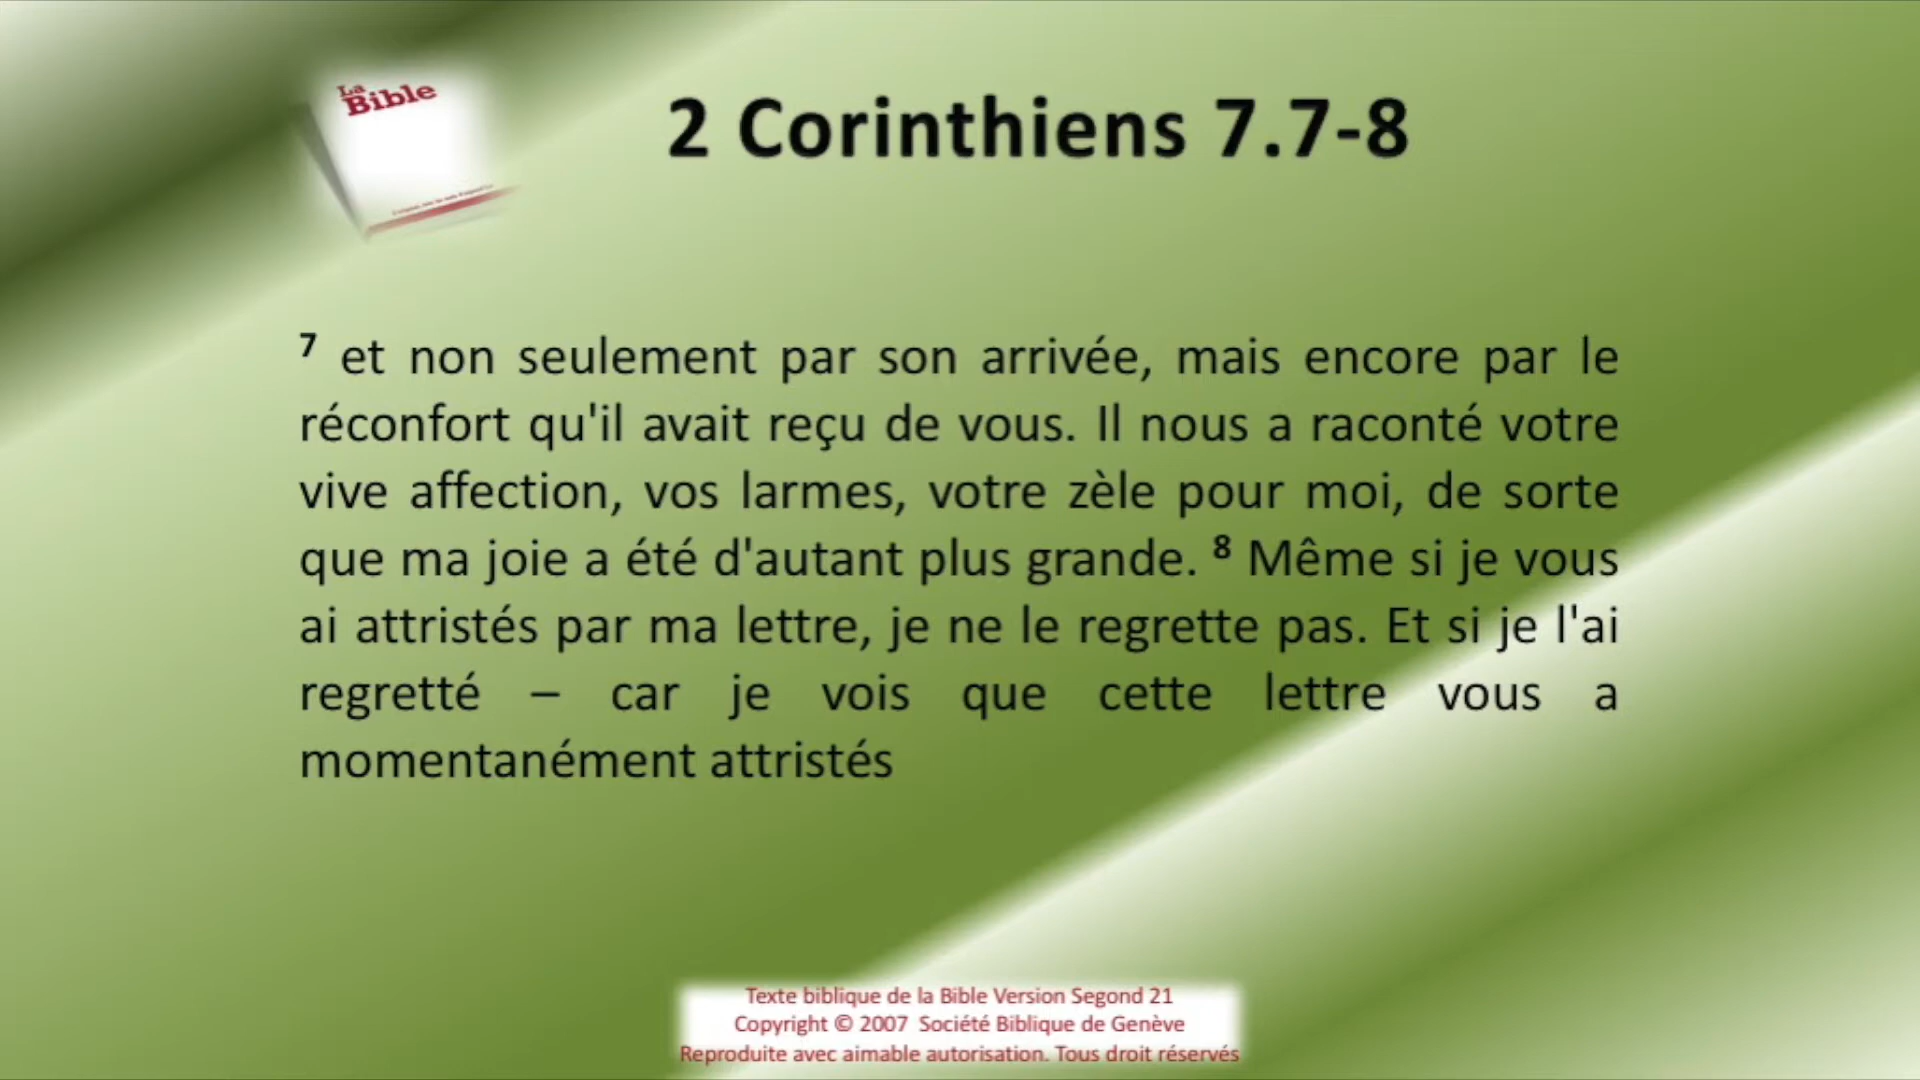 La
Bible
2 Corinthiens 7.7-8
⁷ et non seulement par son arrivée, mais encore par le
réconfort qu'il avait reçu de vous. Il nous a raconté votre
vive affection, vos larmes, votre zèle pour moi, de sorte
que ma joie a été d'autant plus grande. ⁸ Même si je vous
ai attristés par ma lettre, je ne le regrette pas. Et si je l'ai
regretté – car je vois que cette lettre vous a
momentanément attristés
Texte biblique de la Bible Version Segond 21
Copyright © 2007 Société Biblique de Genève
Reproduite avec aimable autorisation. Tous droit réservés